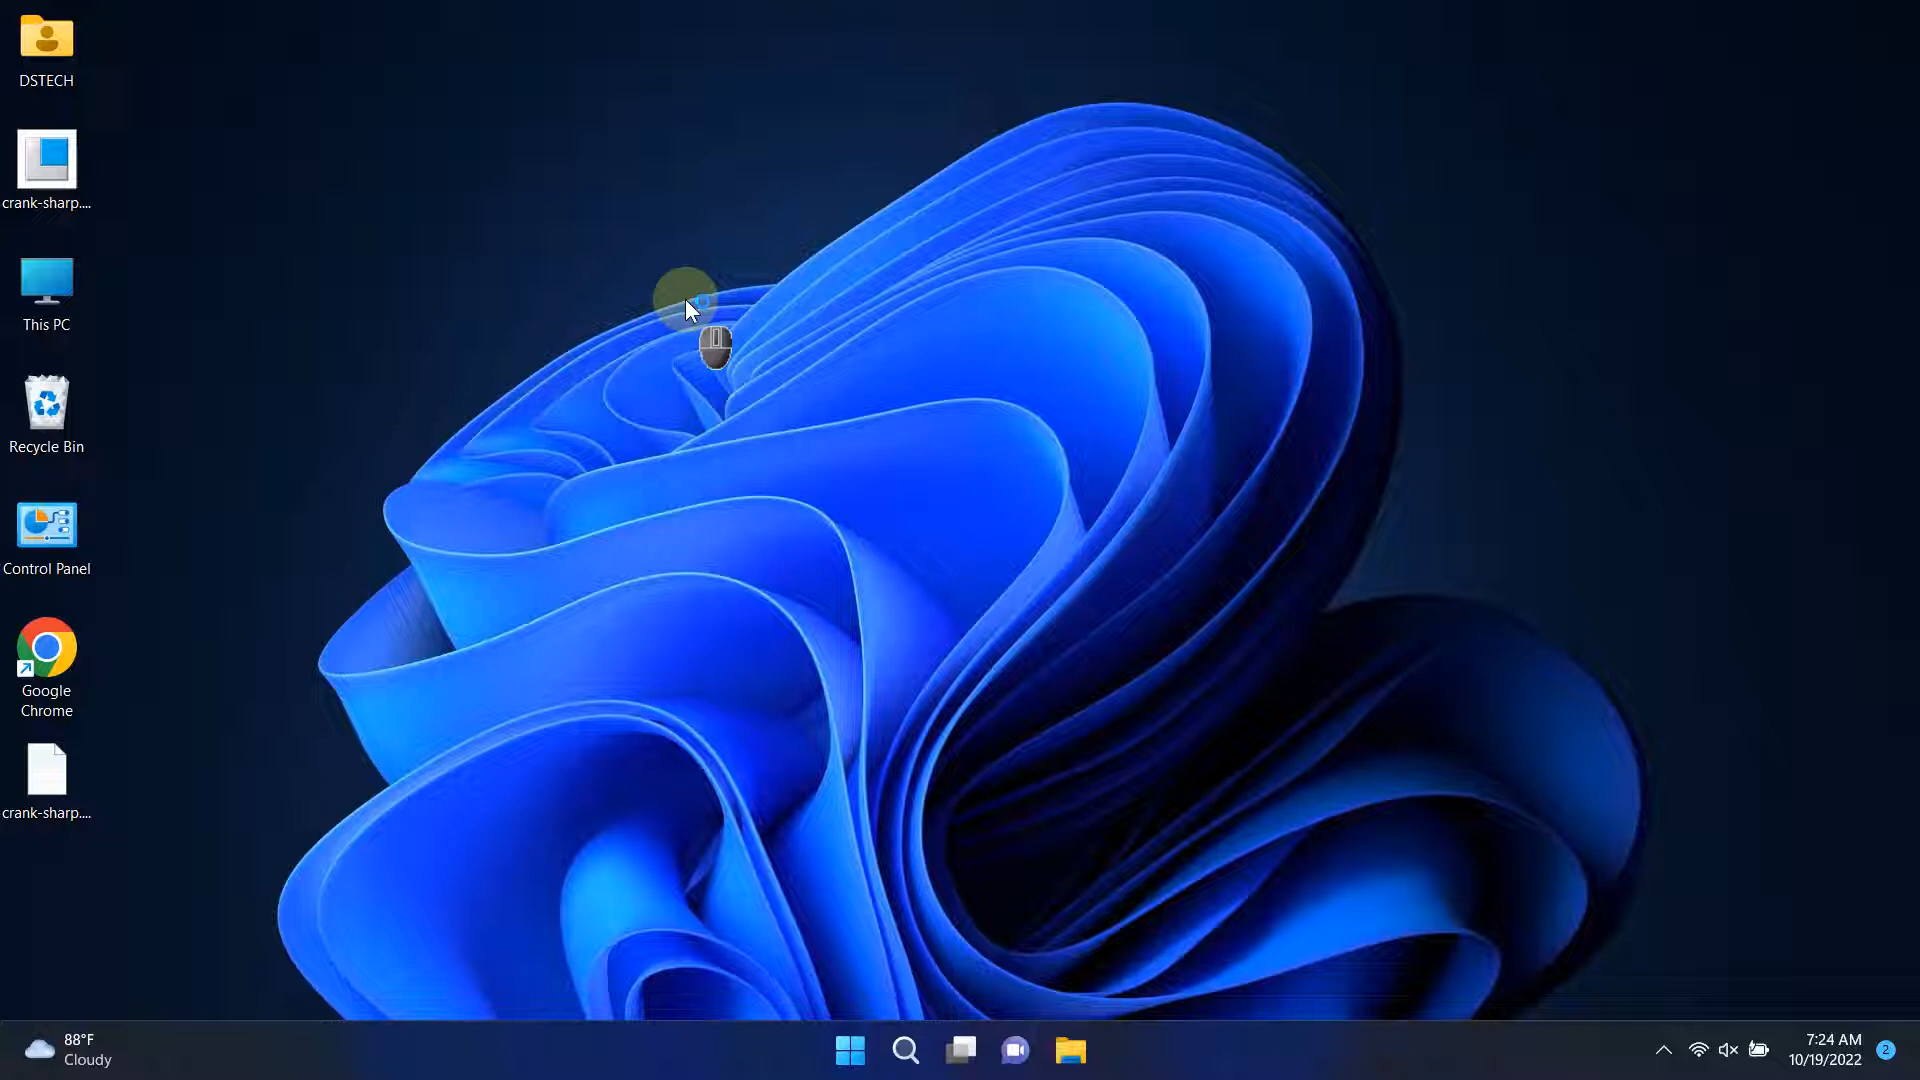 DSTECH
crank-sharp....
This PC
Recycle Bin
Control Panel
Google
Chrome
crank-sharp....
88°F
Cloudy
7:24 AM
10/19/2022
2